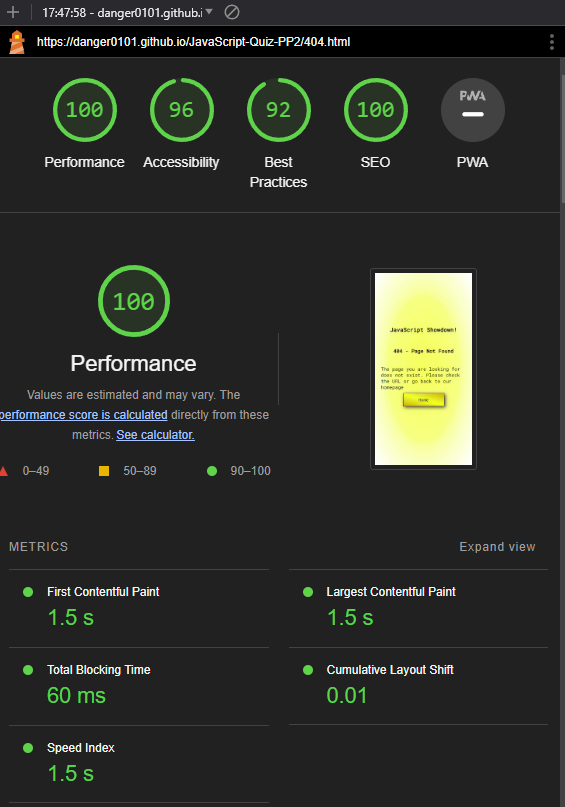 17:47:58 - danger0101.github.i
https://danger0101.github.io/JavaScript-Quiz-PP2/404.html
100
96
92
100
PWA
Performance
Accessibility
Best
Practices
SEO
PWA
100
Performance
Values are estimated and may vary. The
performance score is calculated directly from these
metrics. See calculator.
0–49
50–89
90–100
JavaScript Showdown!
404 - Page Not Found
The page you are looking for
does not exist. Please check
the URL or go back to our
homepage
Home
METRICS
Expand view
First Contentful Paint
1.5 s
Largest Contentful Paint
1.5 s
Total Blocking Time
60 ms
Cumulative Layout Shift
0.01
Speed Index
1.5 s